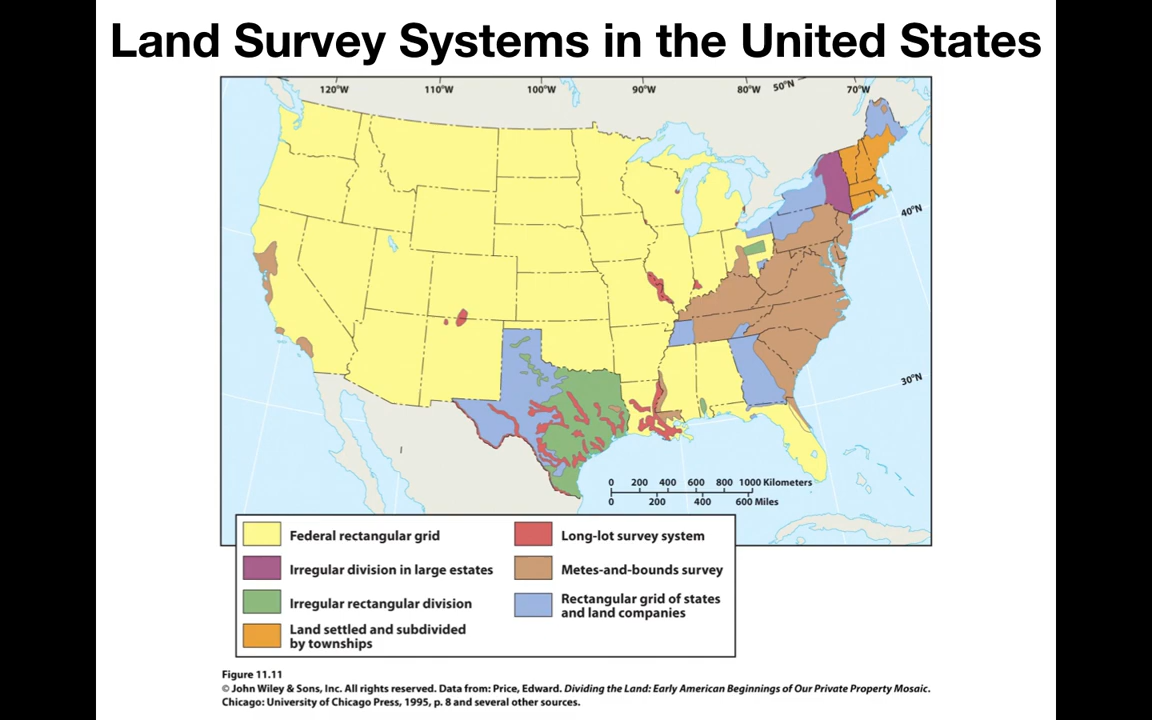 Land Survey Systems in the United States
120°W 110°W 100°W 90°W 80°W 50°N 70°W
40°N
30°N
0 200 400 600 800 1000 Kilometers
0 200 400 600 Miles
Federal rectangular grid
Irregular division in large estates
Irregular rectangular division
Land settled and subdivided
by townships
Long-lot survey system
Metes-and-bounds survey
Rectangular grid of states
and land companies
Figure 11.11
© John Wiley & Sons, Inc. All rights reserved. Data from: Price, Edward. Dividing the Land: Early American Beginnings of Our Private Property Mosaic.
Chicago: University of Chicago Press, 1995, p. 8 and several other sources.